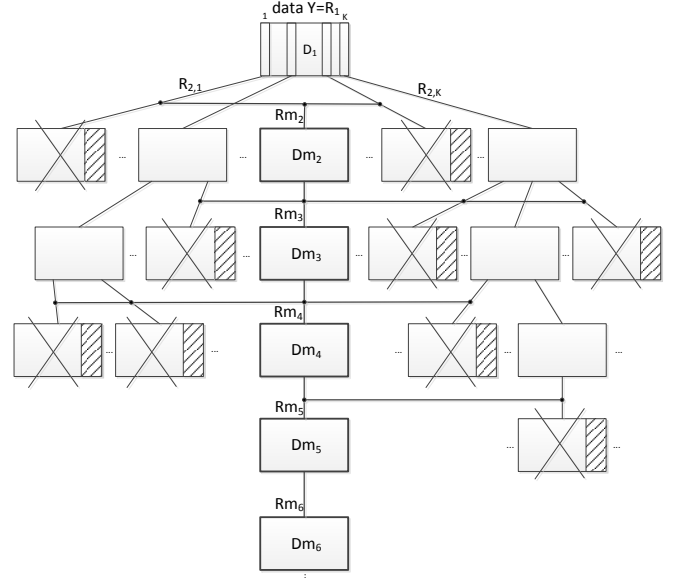 data Y=R₁
1 K
D₁
R₂,₁ R₂,K
Rm₂
... ... Dm₂ ... ...
Rm₃
... ... Dm₃ ... ...
Rm₄
... ... Dm₄ ... ...
Rm₅
Dm₅ ... ...
Rm₆
Dm₆
: